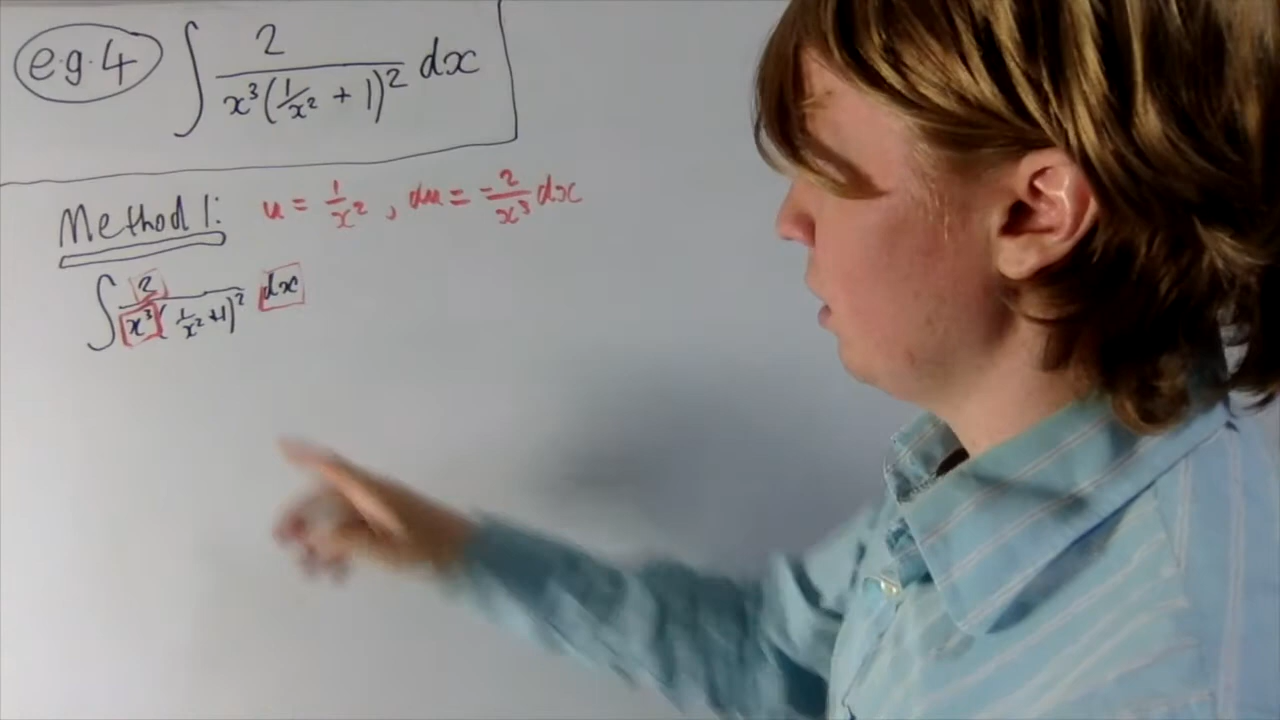 e.g.4 ∫ 2/(x³(1/x² + 1)²) dx
Method 1: u = 1/x², du = -2/x³ dx
∫ 2/(x³(1/x²+1)²) dx